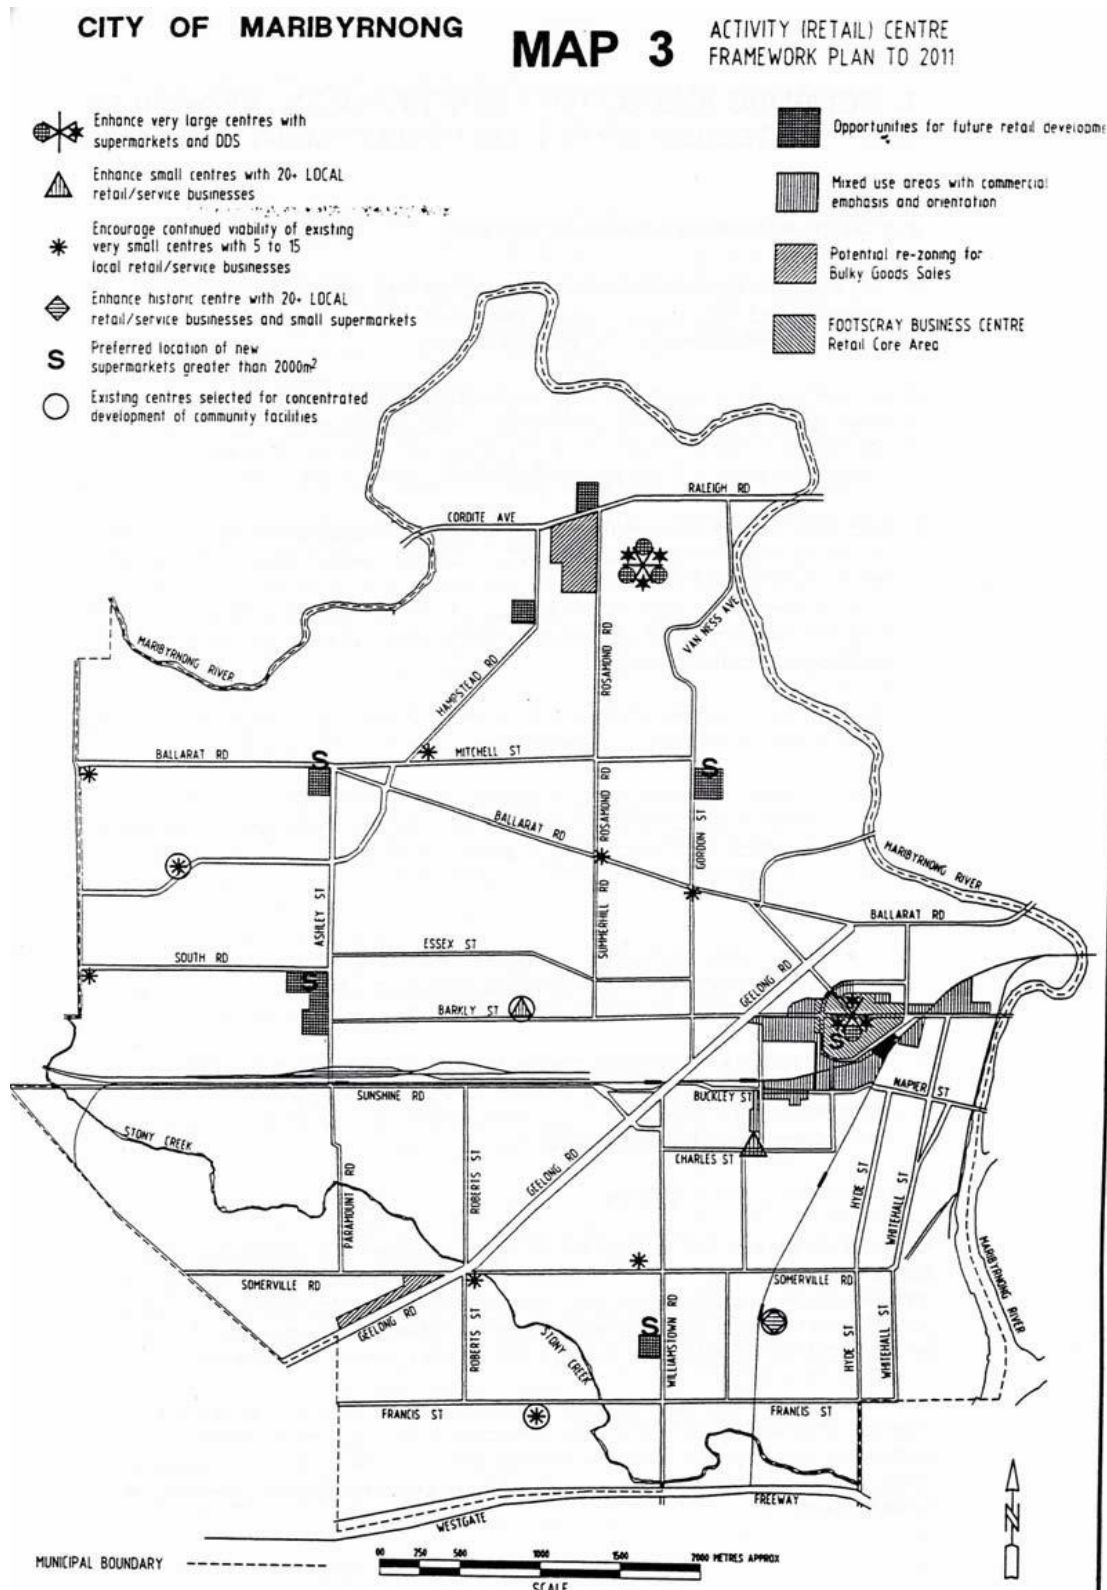 CITY OF MARIBYRNONG
MAP 3
ACTIVITY (RETAIL) CENTRE
FRAMEWORK PLAN TO 2011
Enhance very large centres with
supermarkets and DDS
Enhance small centres with 20+ LOCAL
retail/service businesses
Encourage continued viability of existing
very small centres with 5 to 15
local retail/service businesses
Enhance historic centre with 20+ LOCAL
retail/service businesses and small supermarkets
S
Preferred location of new
supermarkets greater than 2000m²
Existing centres selected for concentrated
development of community facilities
Opportunities for future retail developme
Mixed use areas with commercial
emphasis and orientation
Potential re-zoning for
Bulky Goods Sales
FOOTSCRAY BUSINESS CENTRE
Retail Core Area
RALEIGH RD
CORDITE AVE
VAN NESS AVE
MARIBYRNONG RIVER
HAMPSTEAD RD
ROSAMOND RD
BALLARAT RD
S
MITCHELL ST
S
ROSAMOND RD
BALLARAT RD
GORDON ST
MARIBYRNONG RIVER
ASHLEY ST
SUMMERHILL RD
BALLARAT RD
ESSEX ST
SOUTH RD
GEELONG RD
S
BARKLY ST
S
SUNSHINE RD
BUCKLEY ST
NAPIER ST
STONY CREEK
CHARLES ST
PARAMOUNT RD
ROBERTS ST
GEELONG RD
HYDE ST
WHITEHALL ST
MARIBYRNONG RIVER
SOMERVILLE RD
SOMERVILLE RD
GEELONG RD
ROBERTS ST
STONY CREEK
S
WILLIAMSTOWN RD
HYDE ST
WHITEHALL ST
FRANCIS ST
FRANCIS ST
N
FREEWAY
WESTGATE
MUNICIPAL BOUNDARY
00 250 500 1000 1500 2000 METRES APPROX
SCALE